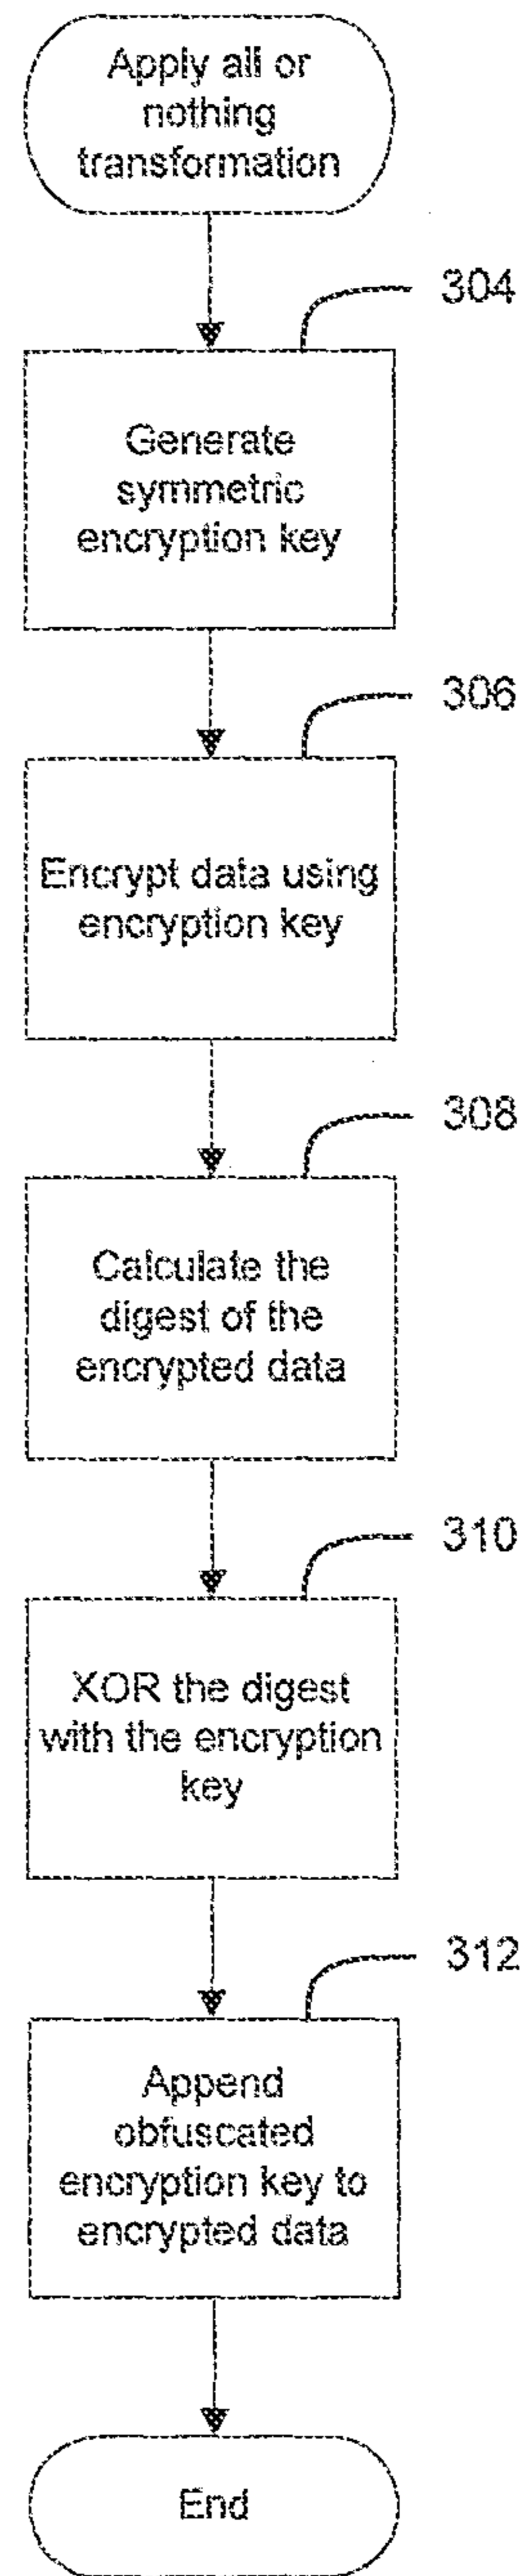 Apply all or
nothing
transformation
304
Generate
symmetric
encryption key
306
Encrypt data using
encryption key
308
Calculate the
digest of the
encrypted data
310
XOR the digest
with the encryption
key
312
Append
obfuscated
encryption key to
encrypted data
End